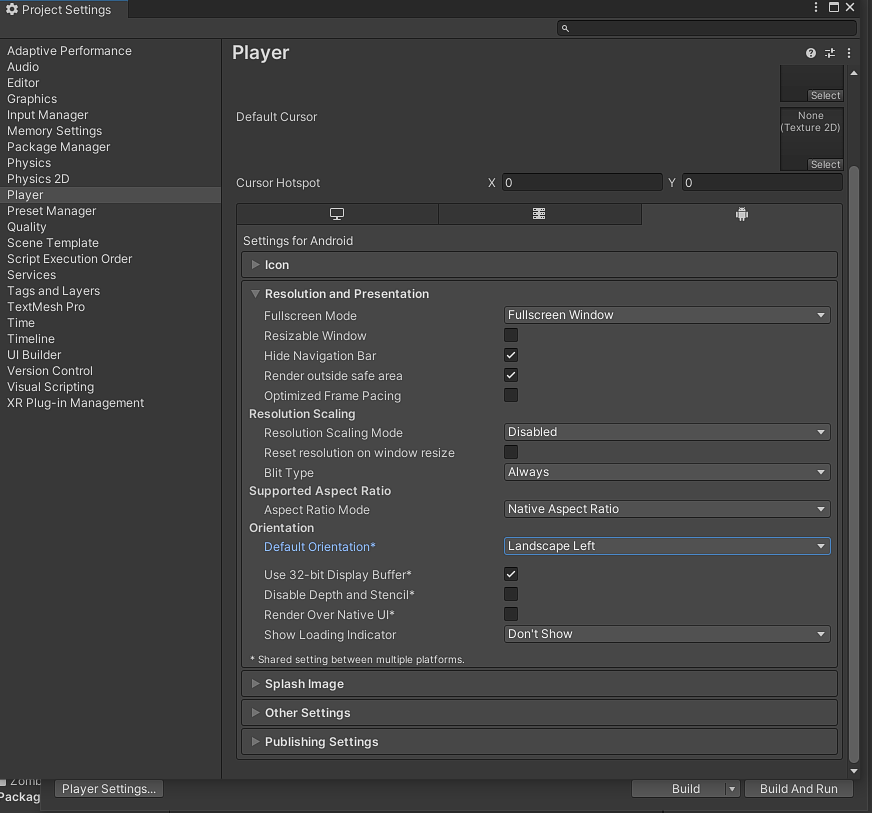 Project Settings
Adaptive Performance
Audio
Editor
Graphics
Input Manager
Memory Settings
Package Manager
Physics
Physics 2D
Player
Preset Manager
Quality
Scene Template
Script Execution Order
Services
Tags and Layers
TextMesh Pro
Time
Timeline
UI Builder
Version Control
Visual Scripting
XR Plug-in Management
Player
Select
Default Cursor
None
(Texture 2D)
Select
Cursor Hotspot X 0 Y 0
Settings for Android
Icon
Resolution and Presentation
Fullscreen Mode Fullscreen Window
Resizable Window
Hide Navigation Bar
Render outside safe area
Optimized Frame Pacing
Resolution Scaling
Resolution Scaling Mode Disabled
Reset resolution on window resize
Blit Type Always
Supported Aspect Ratio
Aspect Ratio Mode Native Aspect Ratio
Orientation
Default Orientation* Landscape Left
Use 32-bit Display Buffer*
Disable Depth and Stencil*
Render Over Native UI*
Show Loading Indicator Don't Show
* Shared setting between multiple platforms.
Splash Image
Other Settings
Publishing Settings
Packag
Player Settings... Build Build And Run